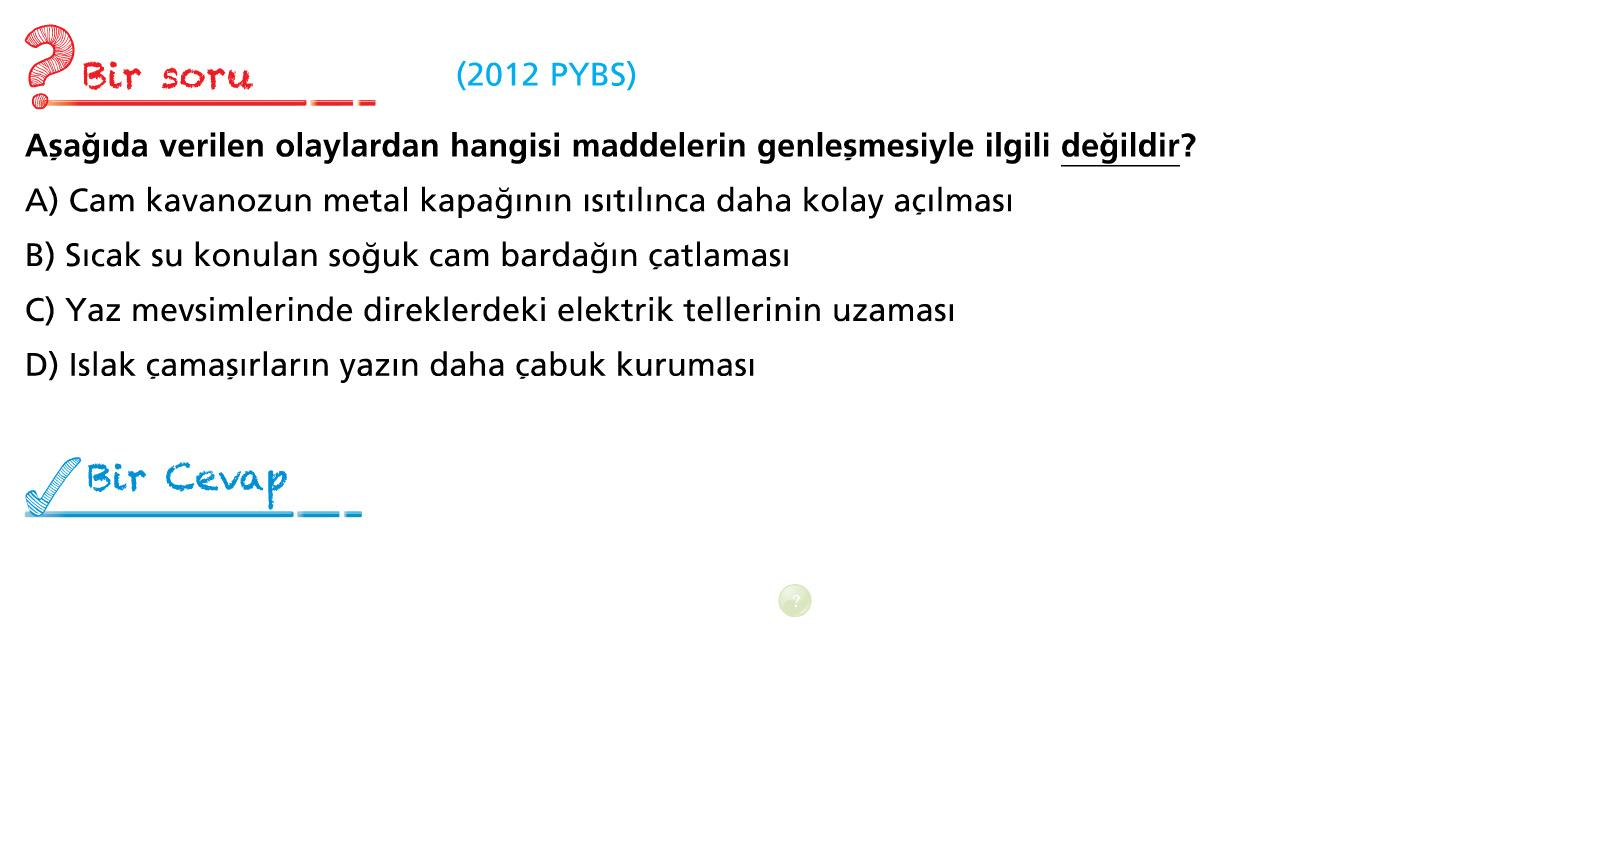 ?
Bir soru
(2012 PYBS)
Aşağıda verilen olaylardan hangisi maddelerin genleşmesiyle ilgili değildir?
A) Cam kavanozun metal kapağının ısıtılınca daha kolay açılması
B) Sıcak su konulan soğuk cam bardağın çatlaması
C) Yaz mevsimlerinde direklerdeki elektrik tellerinin uzaması
D) Islak çamaşırların yazın daha çabuk kuruması
Bir Cevap
?